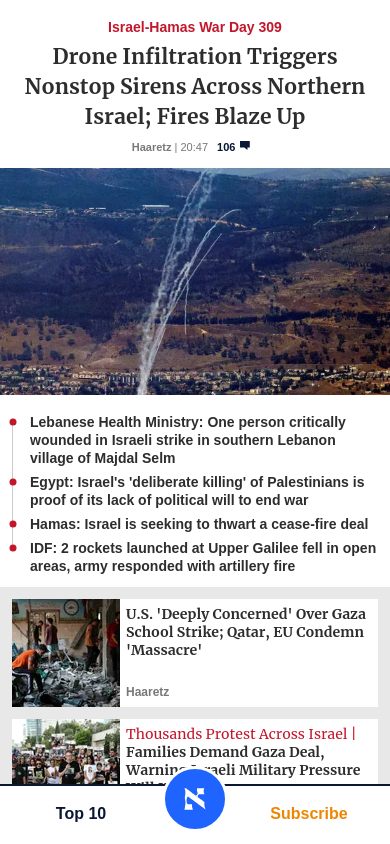 Israel-Hamas War Day 309
Drone Infiltration Triggers
Nonstop Sirens Across Northern
Israel; Fires Blaze Up
Haaretz | 20:47 106
Lebanese Health Ministry: One person critically
wounded in Israeli strike in southern Lebanon
village of Majdal Selm
Egypt: Israel's 'deliberate killing' of Palestinians is
proof of its lack of political will to end war
Hamas: Israel is seeking to thwart a cease-fire deal
IDF: 2 rockets launched at Upper Galilee fell in open
areas, army responded with artillery fire
U.S. 'Deeply Concerned' Over Gaza
School Strike; Qatar, EU Condemn
'Massacre'
Haaretz
Thousands Protest Across Israel |
Families Demand Gaza Deal,
Warning Israeli Military Pressure
Top 10
Subscribe